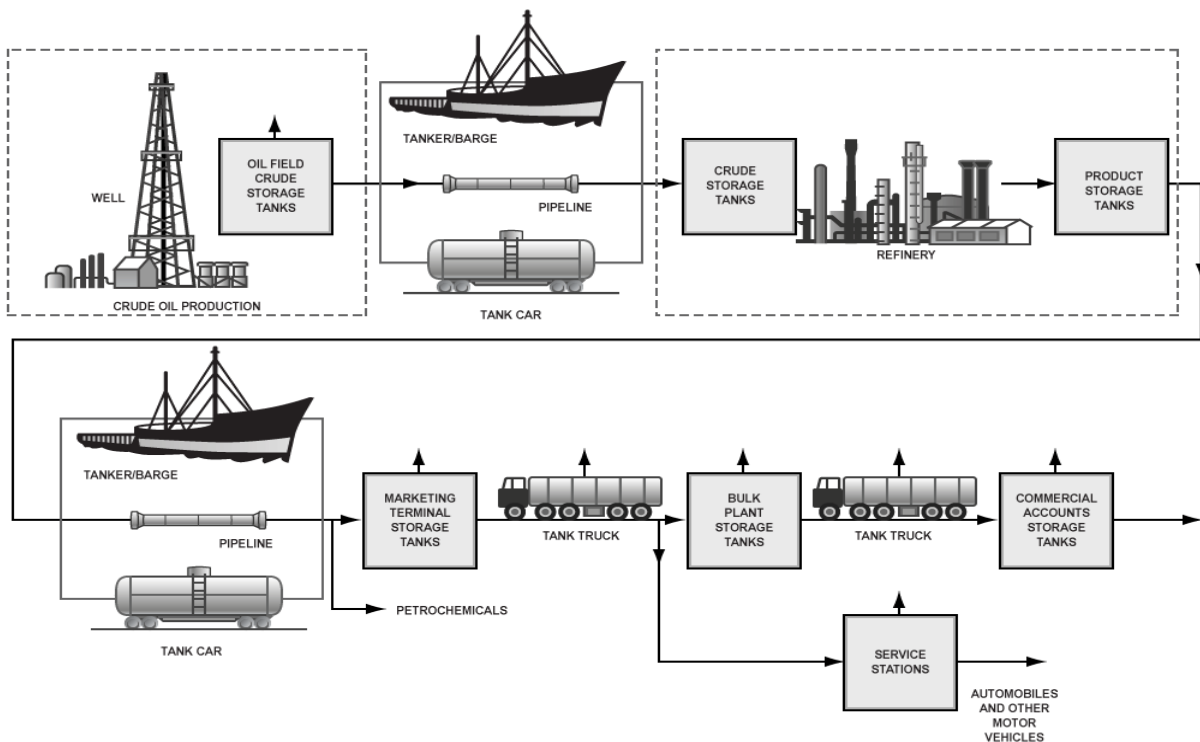 WELL
OIL FIELD
CRUDE
STORAGE
TANKS
CRUDE OIL PRODUCTION
TANKER/BARGE
PIPELINE
TANK CAR
CRUDE
STORAGE
TANKS
REFINERY
PRODUCT
STORAGE
TANKS
TANKER/BARGE
PIPELINE
TANK CAR
PETROCHEMICALS
MARKETING
TERMINAL
STORAGE
TANKS
TANK TRUCK
BULK
PLANT
STORAGE
TANKS
TANK TRUCK
COMMERCIAL
ACCOUNTS
STORAGE
TANKS
SERVICE
STATIONS
AUTOMOBILES
AND OTHER
MOTOR
VEHICLES